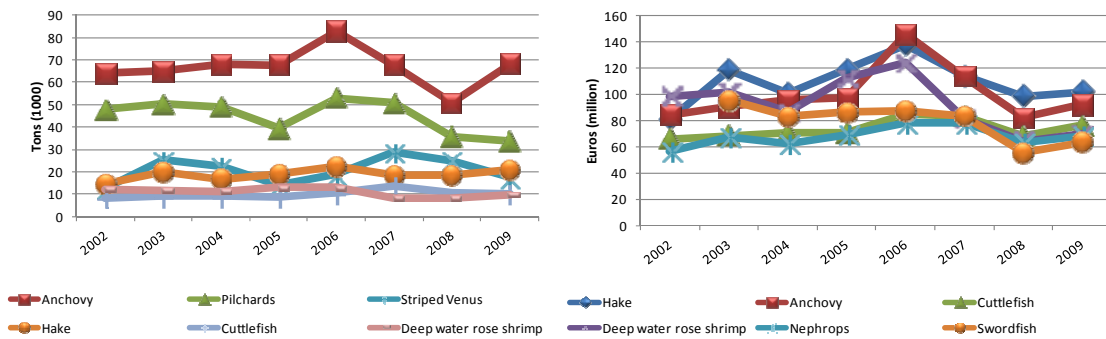 90
80
70
60
50
40
30
20
10
0
Tons (1000)
2002 2003 2004 2005 2006 2007 2008 2009
Anchovy Pilchards Striped Venus
Hake Cuttlefish Deep water rose shrimp
160
140
120
100
80
60
40
20
0
Euros (million)
2002 2003 2004 2005 2006 2007 2008 2009
Hake Anchovy Cuttlefish
Deep water rose shrimp Nephrops Swordfish